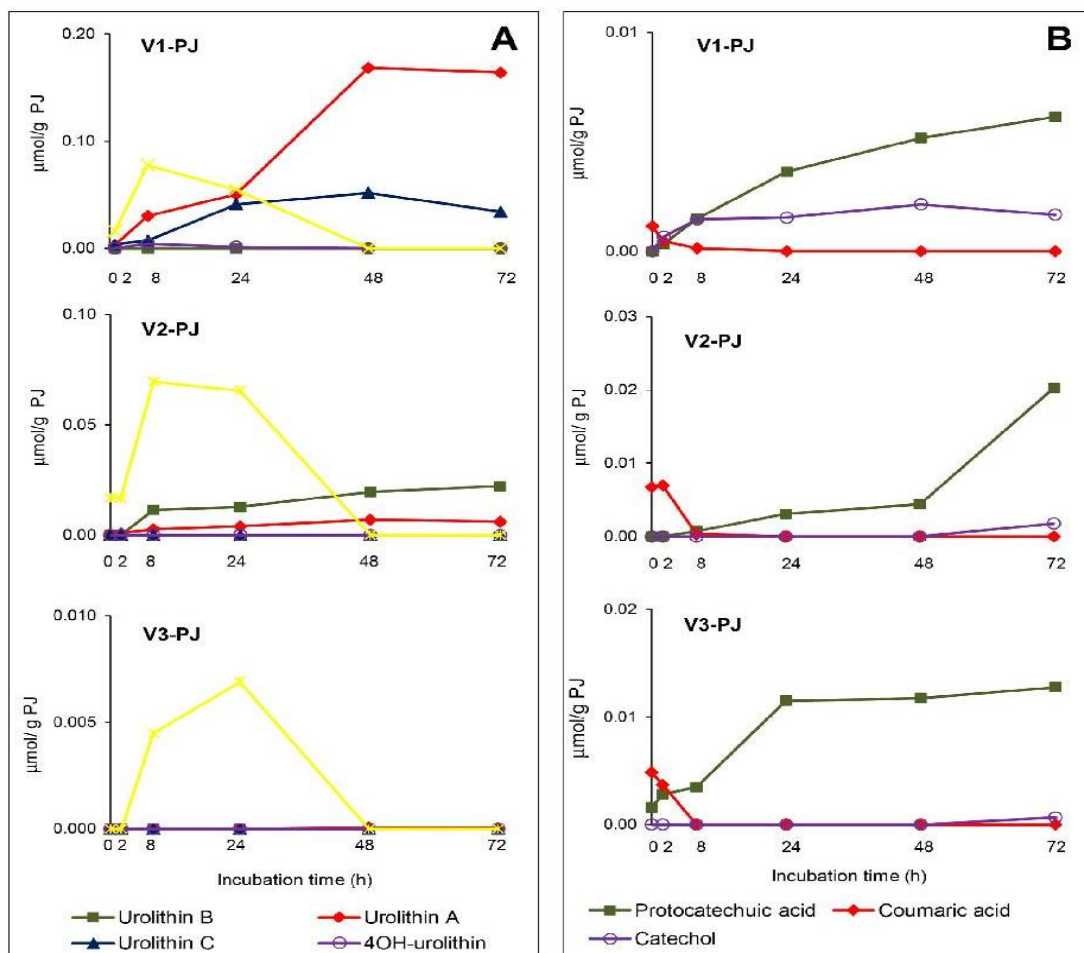 A
V1-PJ
μmol/g PJ
0.20
0.10
0.00
0 2 8 24 48 72
V2-PJ
μmol/g PJ
0.10
0.05
0.00
0 2 8 24 48 72
V3-PJ
μmol/g PJ
0.010
0.005
0.000
0 2 8 24 48 72
Incubation time (h)
Urolithin B Urolithin A
Urolithin C 4OH-urolithin
B
V1-PJ
μmol/g PJ
0.01
0.00
0 2 8 24 48 72
V2-PJ
μmol/ g PJ
0.03
0.02
0.01
0.00
0 2 8 24 48 72
V3-PJ
μmol/g PJ
0.02
0.01
0.00
0 2 8 24 48 72
Incubation time (h)
Protocatechuic acid Coumaric acid
Catechol